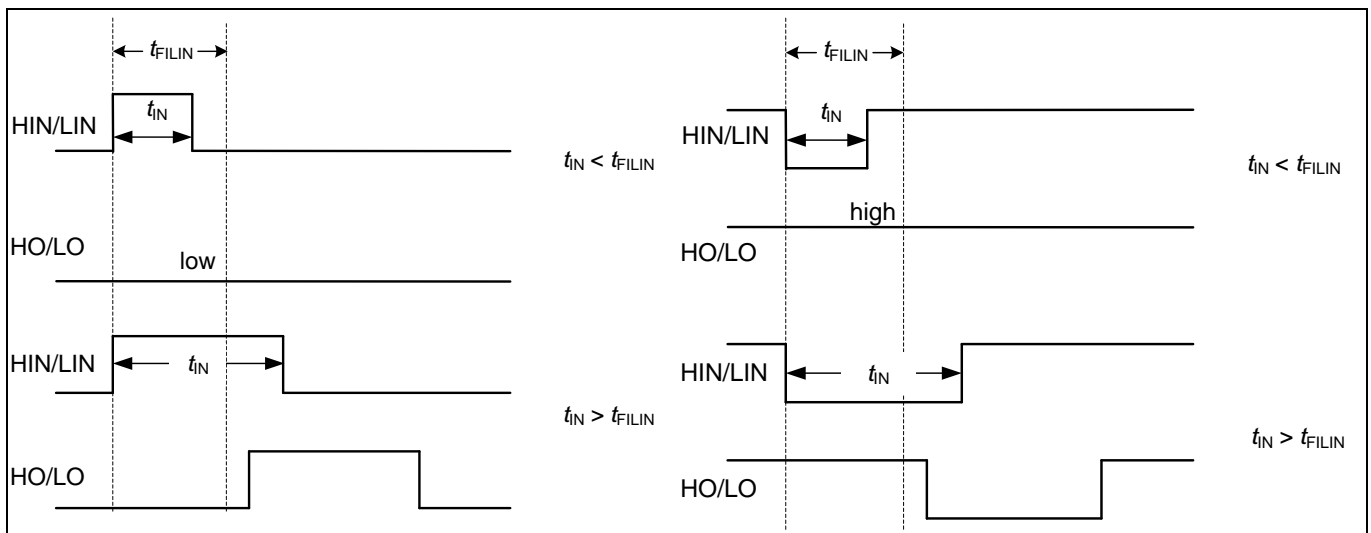 tFILIN
tIN
HIN/LIN
tIN < tFILIN
HO/LO
low
HIN/LIN
tIN
tIN > tFILIN
HO/LO
tFILIN
tIN
HIN/LIN
tIN < tFILIN
high
HO/LO
HIN/LIN
tIN
tIN > tFILIN
HO/LO